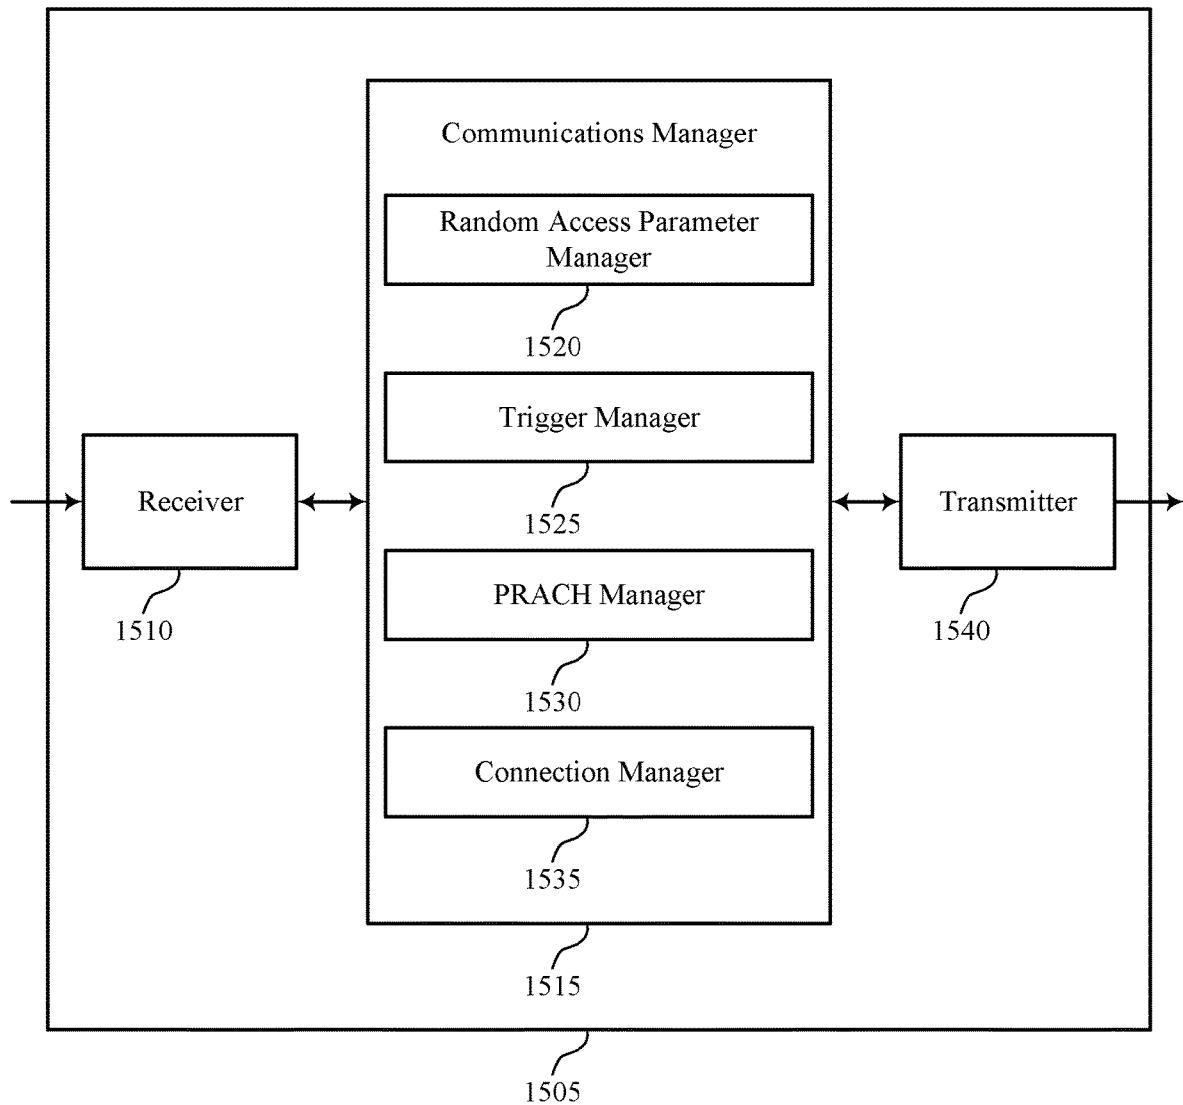 Communications Manager
Random Access Parameter
Manager
1520
Trigger Manager
1525
Receiver
1510
Transmitter
1540
PRACH Manager
1530
Connection Manager
1535
1515
1505